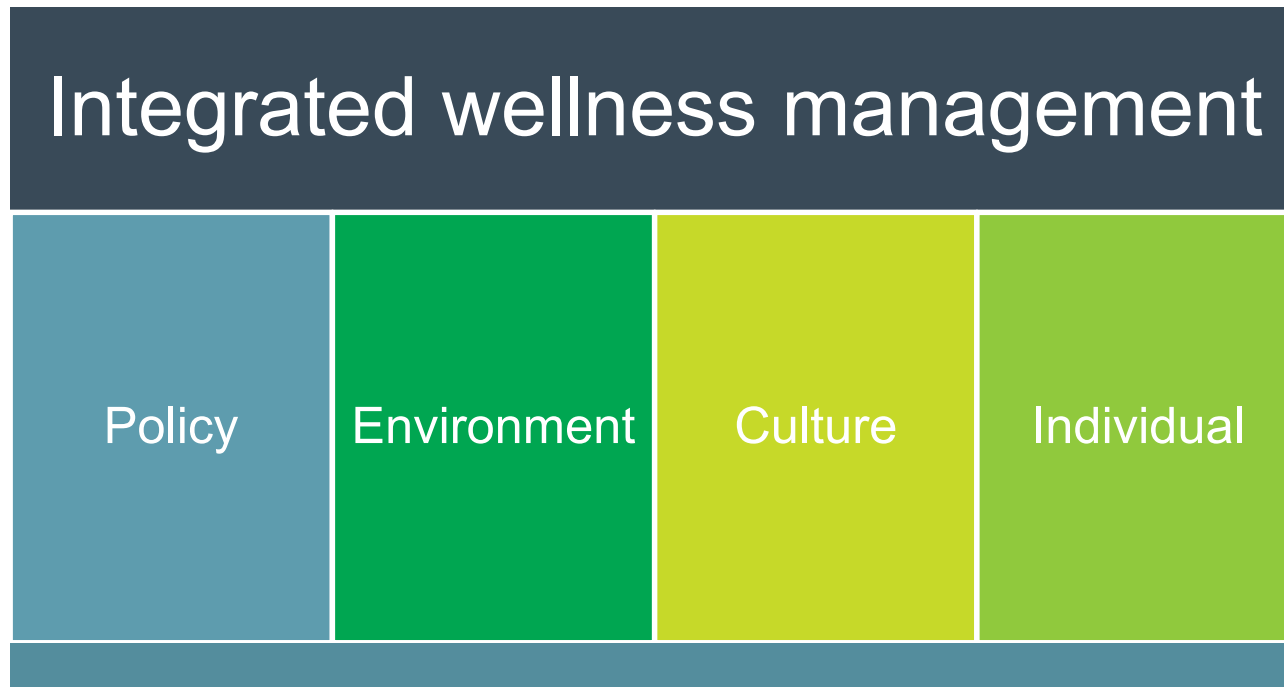 Integrated wellness management
Policy
Environment
Culture
Individual